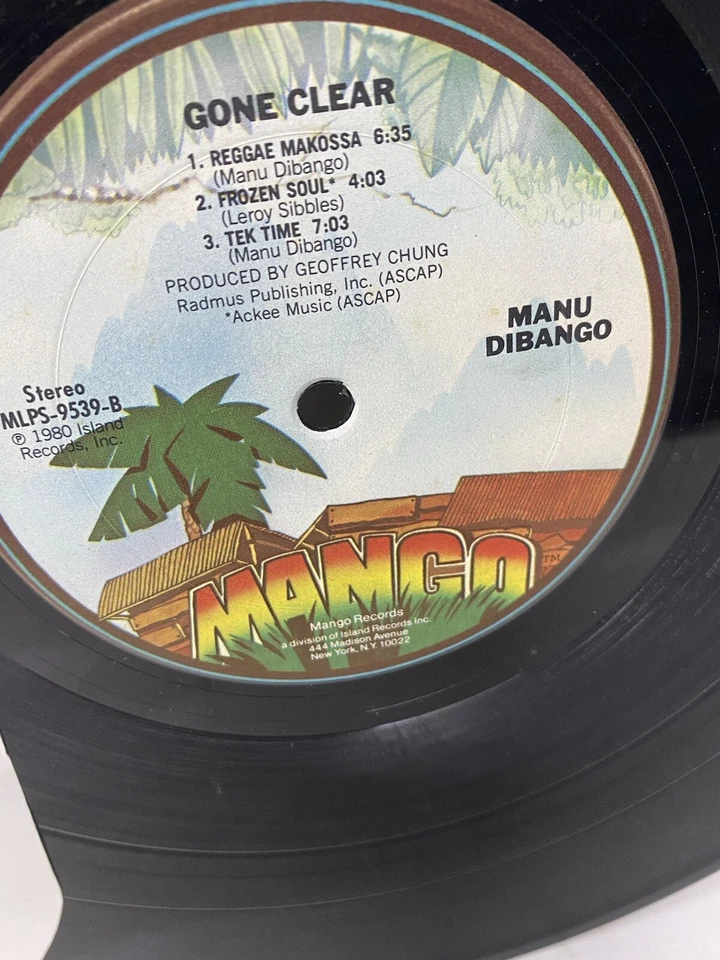 GONE CLEAR
1. REGGAE MAKOSSA 6:35
(Manu Dibango)
2. FROZEN SOUL* 4:03
(Leroy Sibbles)
3. TEK TIME 7:03
(Manu Dibango)
PRODUCED BY GEOFFREY CHUNG
Radmus Publishing, Inc. (ASCAP)
*Ackee Music (ASCAP)
MANU
DIBANGO
Stereo
MLPS-9539-B
℗ 1980 Island
Records, Inc.
MANGO TM
Mango Records
a division of Island Records Inc.
444 Madison Avenue
New York, N.Y. 10022